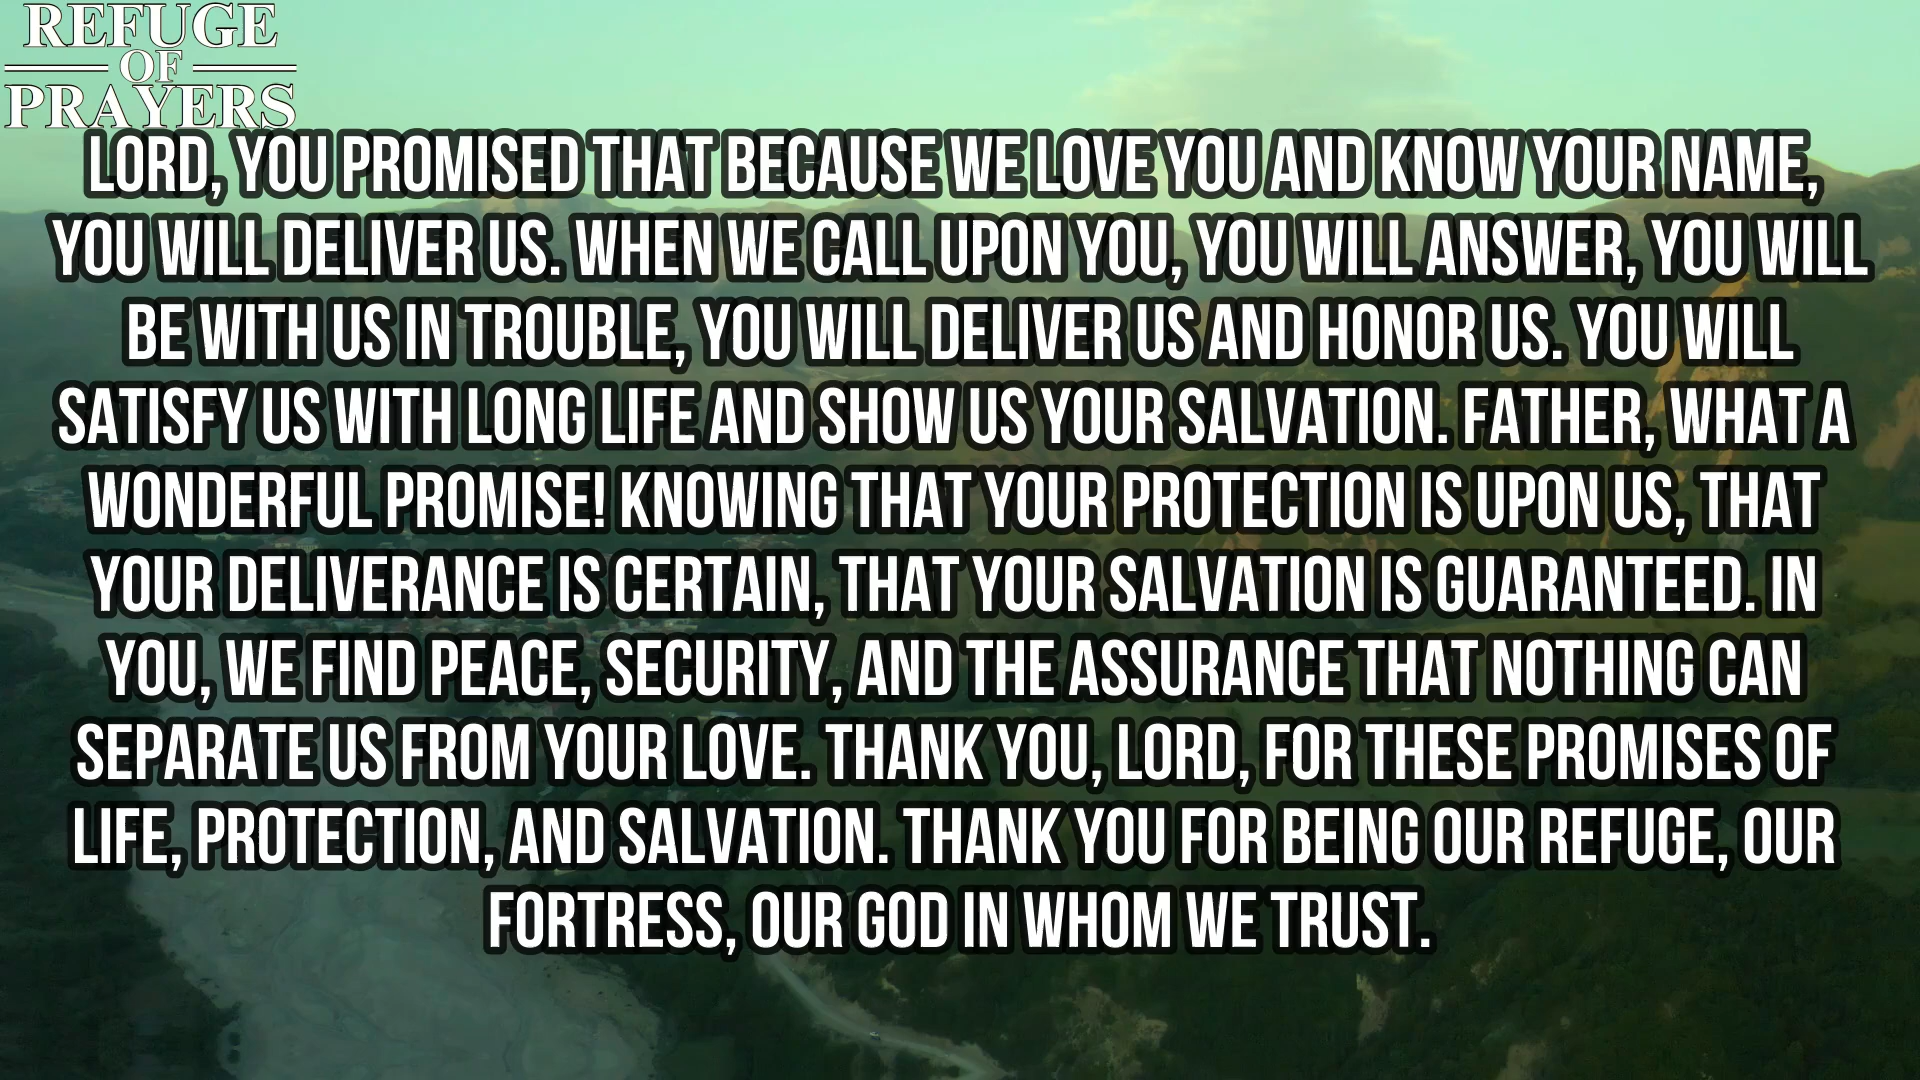 REFUGE
OF
PRAYERS
LORD, YOU PROMISED THAT BECAUSE WE LOVE YOU AND KNOW YOUR NAME,
YOU WILL DELIVER US. WHEN WE CALL UPON YOU, YOU WILL ANSWER, YOU WILL
BE WITH US IN TROUBLE, YOU WILL DELIVER US AND HONOR US. YOU WILL
SATISFY US WITH LONG LIFE AND SHOW US YOUR SALVATION. FATHER, WHAT A
WONDERFUL PROMISE! KNOWING THAT YOUR PROTECTION IS UPON US, THAT
YOUR DELIVERANCE IS CERTAIN, THAT YOUR SALVATION IS GUARANTEED. IN
YOU, WE FIND PEACE, SECURITY, AND THE ASSURANCE THAT NOTHING CAN
SEPARATE US FROM YOUR LOVE. THANK YOU, LORD, FOR THESE PROMISES OF
LIFE, PROTECTION, AND SALVATION. THANK YOU FOR BEING OUR REFUGE, OUR
FORTRESS, OUR GOD IN WHOM WE TRUST.